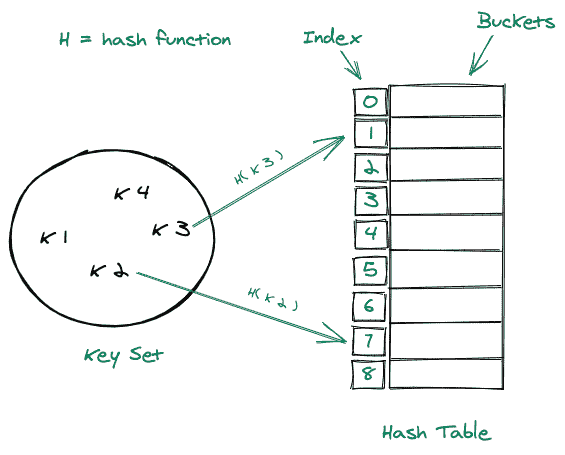 H = hash function
Index
Buckets
0
1
2
3
4
5
6
7
8
H(K3)
K4
K1
K3
K2
H(K2)
Key Set
Hash Table